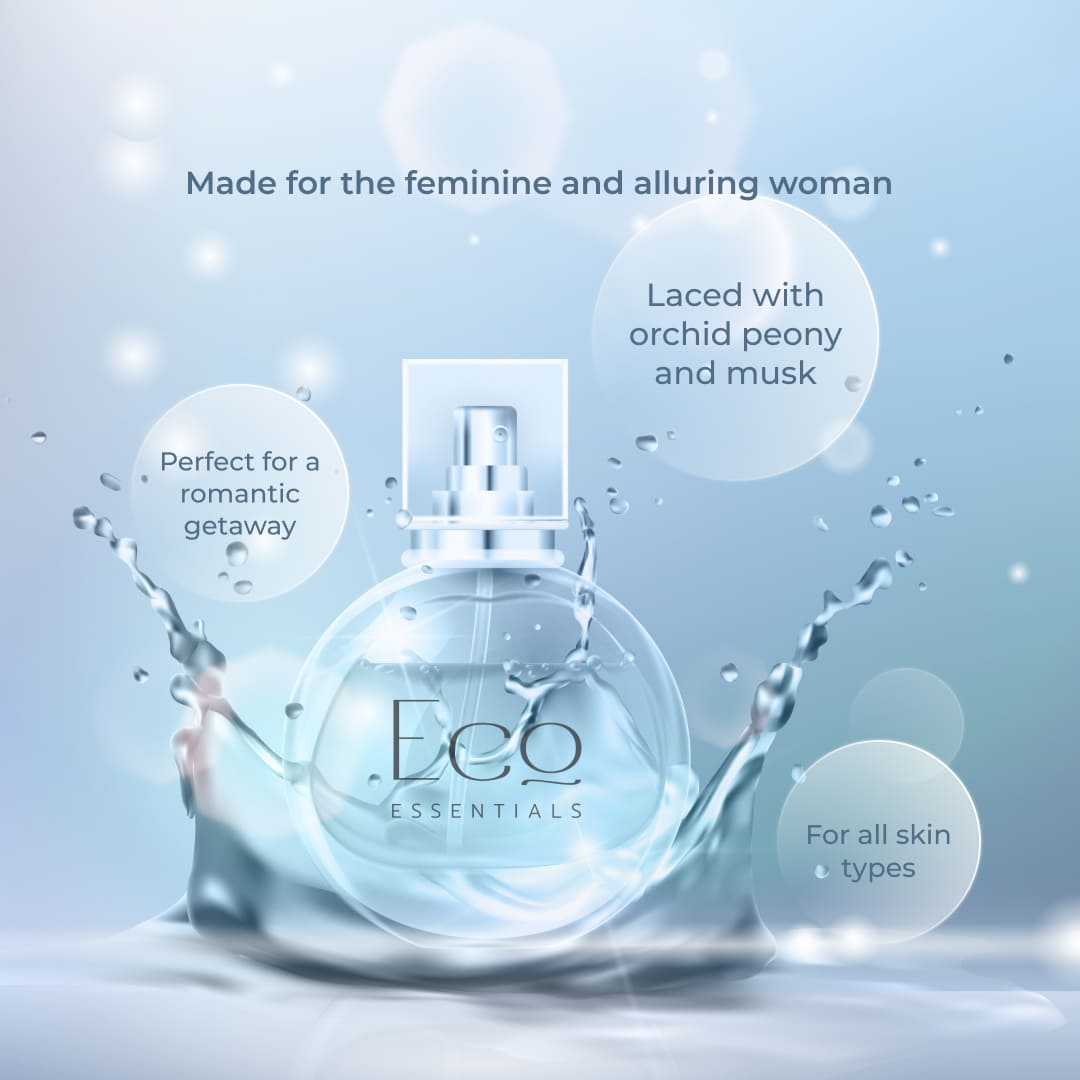 Made for the feminine and alluring woman
Laced with
orchid peony
and musk
Perfect for a
romantic
getaway
Eco
ESSENTIALS
For all skin
types